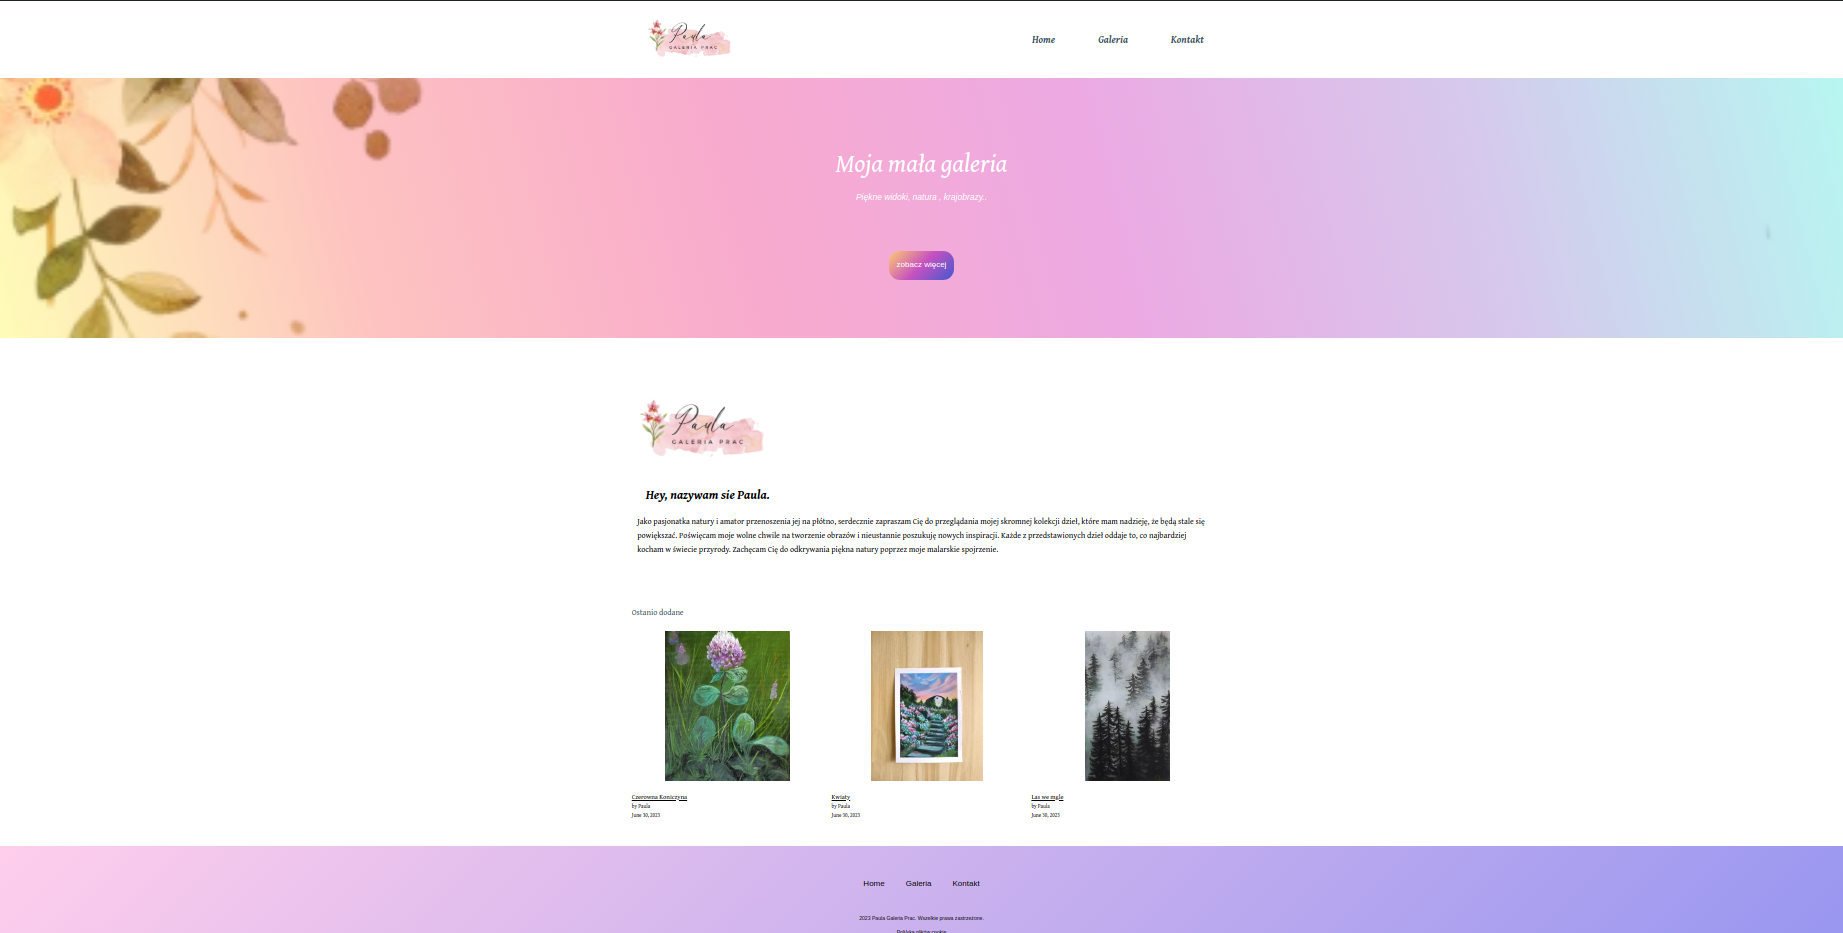 Paula
GALERIA PRAC
Home Galeria Kontakt
Moja mała galeria
Piękne widoki, natura , krajobrazy..
zobacz więcej
Paula
GALERIA PRAC
Hey, nazywam sie Paula.
Jako pasjonatka natury i amator przenoszenia jej na płótno, serdecznie zapraszam Cię do przeglądania mojej skromnej kolekcji dzieł, które mam nadzieję, że będą stale się
powiększać. Poświęcam moje wolne chwile na tworzenie obrazów i nieustannie poszukuję nowych inspiracji. Każde z przedstawionych dzieł oddaje to, co najbardziej
kocham w świecie przyrody. Zachęcam Cię do odkrywania piękna natury poprzez moje malarskie spojrzenie.
Ostanio dodane
Czerowna Koniczyna
by Paula
June 30, 2023
Kwiaty
by Paula
June 30, 2023
Las we mgle
by Paula
June 30, 2023
Home Galeria Kontakt
2023 Paula Galeria Prac. Wszelkie prawa zastrzeżone.
Polityka plików cookie